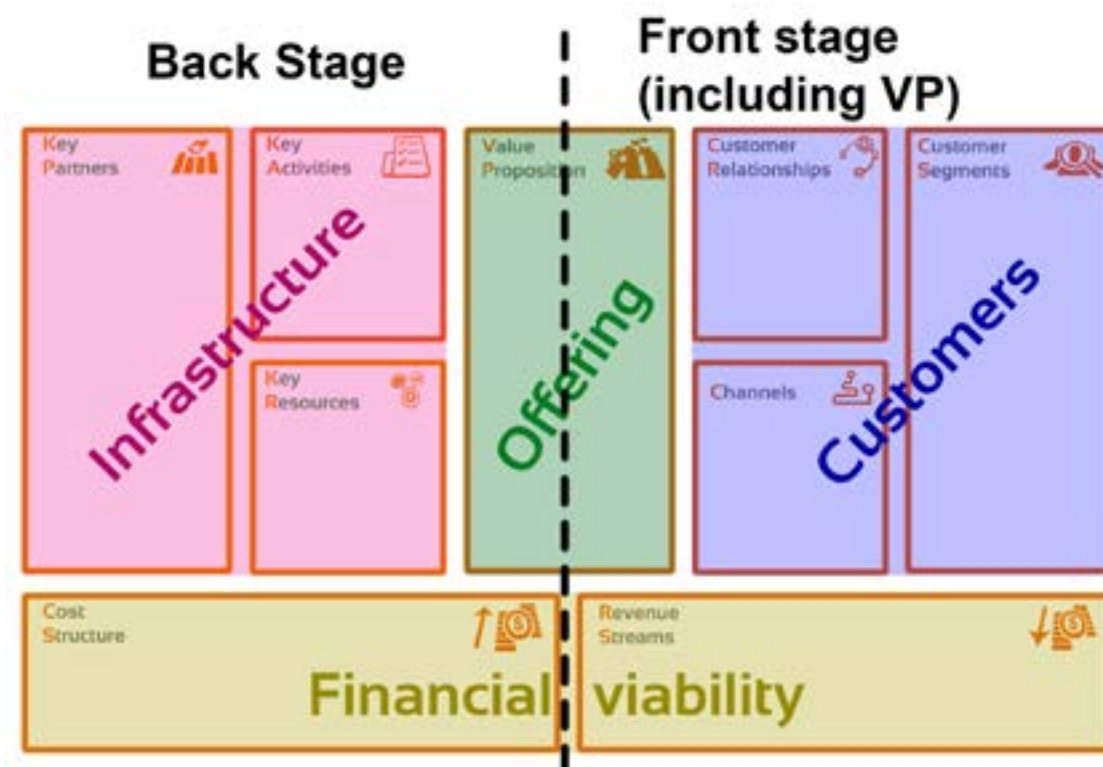 Back Stage
Front stage
(including VP)
Key
Partners
Key
Activities
Value
Proposition
Customer
Relationships
Customer
Segments
Infrastructure
Offering
Customers
Key
Resources
Channels
Cost
Structure
Revenue
Streams
Financial viability